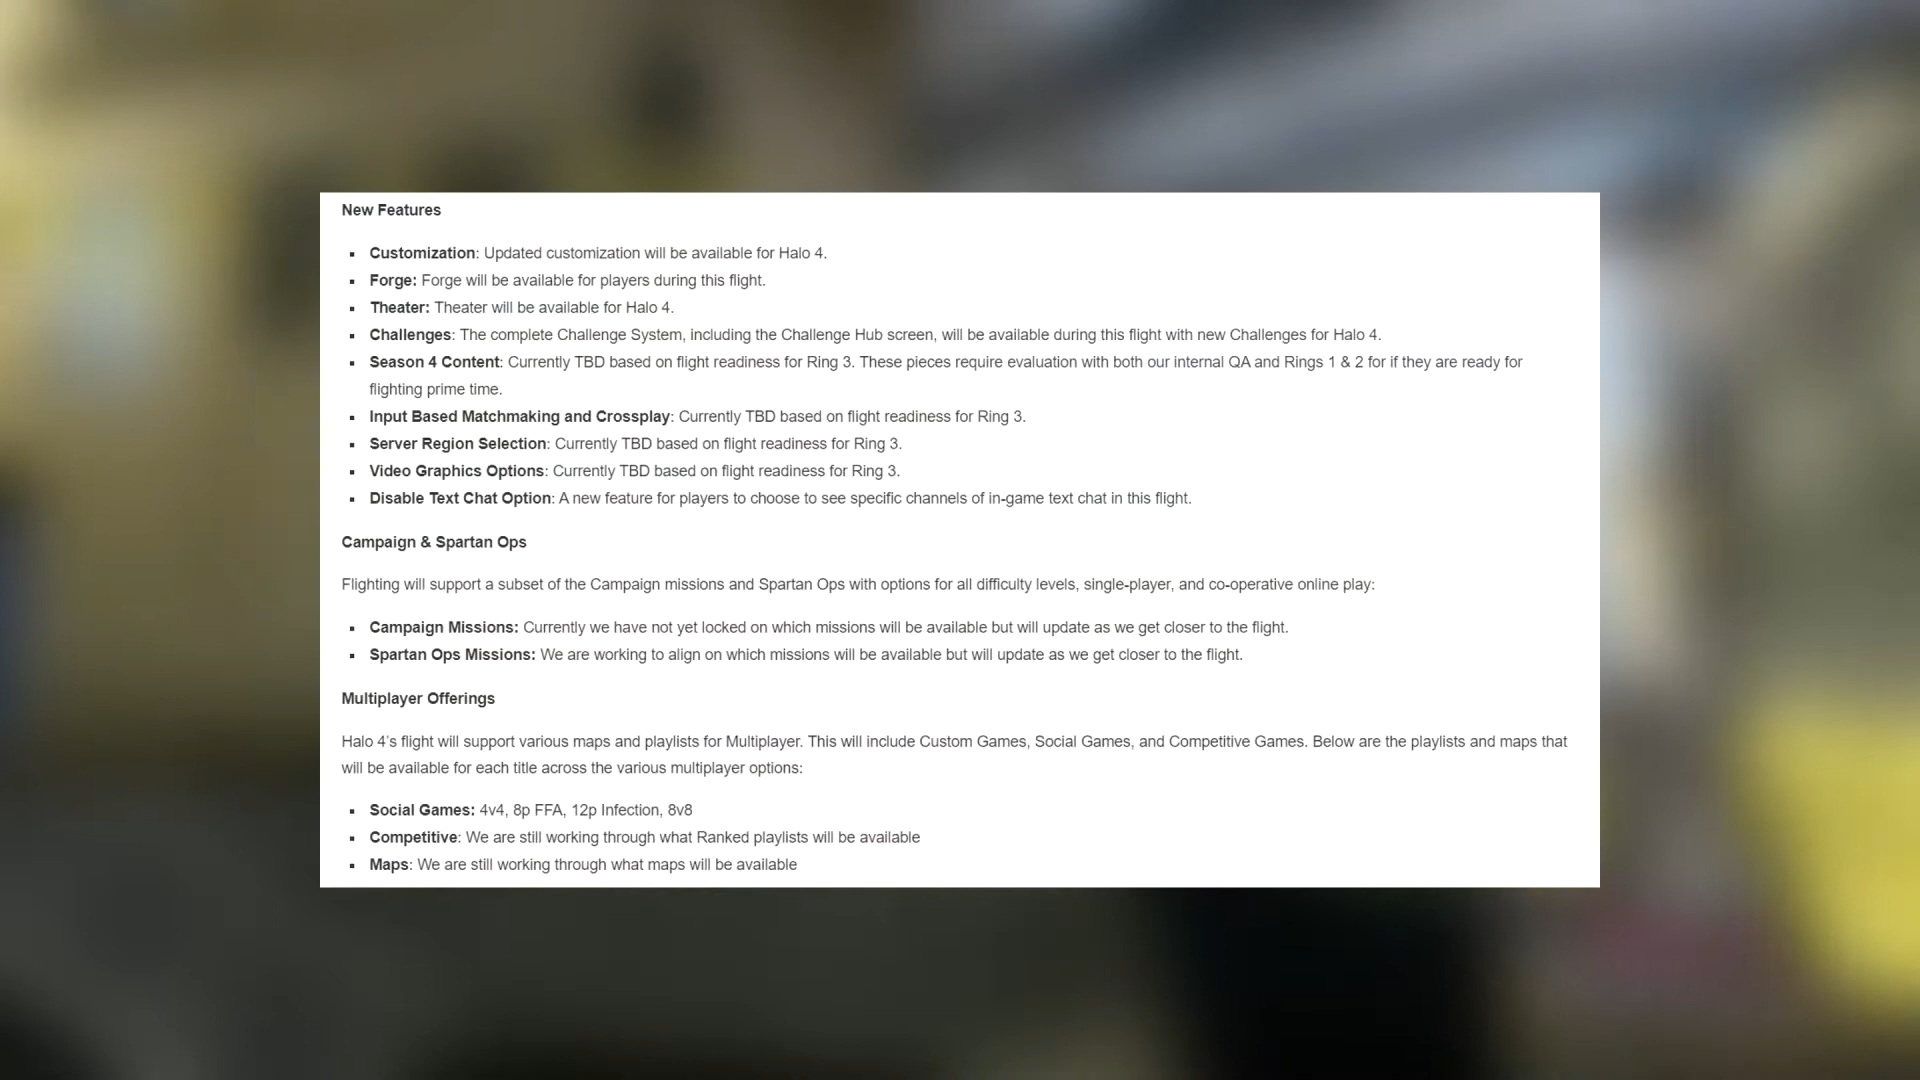 New Features
▪ Customization: Updated customization will be available for Halo 4.
▪ Forge: Forge will be available for players during this flight.
▪ Theater: Theater will be available for Halo 4.
▪ Challenges: The complete Challenge System, including the Challenge Hub screen, will be available during this flight with new Challenges for Halo 4.
▪ Season 4 Content: Currently TBD based on flight readiness for Ring 3. These pieces require evaluation with both our internal QA and Rings 1 & 2 for if they are ready for
flighting prime time.
▪ Input Based Matchmaking and Crossplay: Currently TBD based on flight readiness for Ring 3.
▪ Server Region Selection: Currently TBD based on flight readiness for Ring 3.
▪ Video Graphics Options: Currently TBD based on flight readiness for Ring 3.
▪ Disable Text Chat Option: A new feature for players to choose to see specific channels of in-game text chat in this flight.
Campaign & Spartan Ops
Flighting will support a subset of the Campaign missions and Spartan Ops with options for all difficulty levels, single-player, and co-operative online play:
▪ Campaign Missions: Currently we have not yet locked on which missions will be available but will update as we get closer to the flight.
▪ Spartan Ops Missions: We are working to align on which missions will be available but will update as we get closer to the flight.
Multiplayer Offerings
Halo 4's flight will support various maps and playlists for Multiplayer. This will include Custom Games, Social Games, and Competitive Games. Below are the playlists and maps that
will be available for each title across the various multiplayer options:
▪ Social Games: 4v4, 8p FFA, 12p Infection, 8v8
▪ Competitive: We are still working through what Ranked playlists will be available
▪ Maps: We are still working through what maps will be available